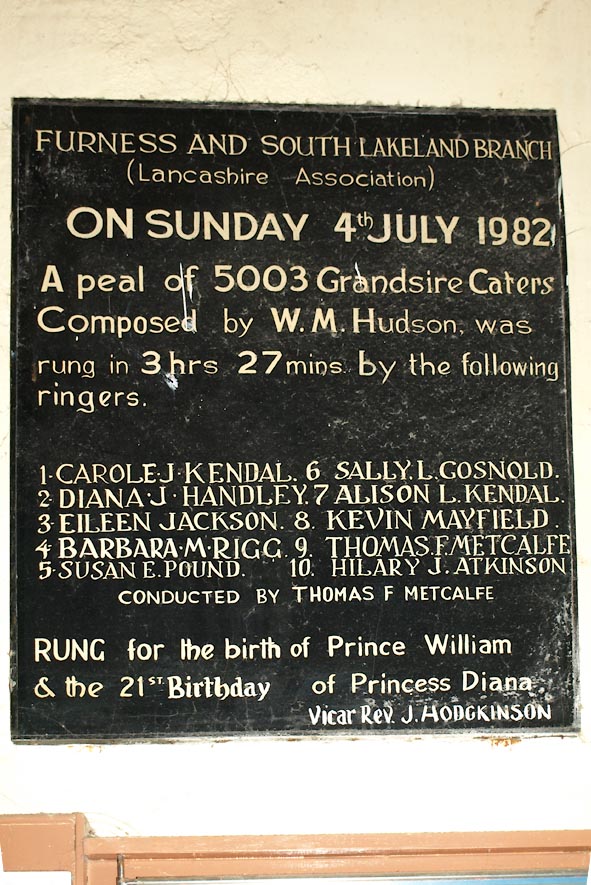 FURNESS AND SOUTH LAKELAND BRANCH
(Lancashire Association)
ON SUNDAY 4th JULY 1982
A peal of 5003 Grandsire Caters
Composed by W. M. Hudson, was
rung in 3 hrs 27 mins. by the following
ringers.
1. CAROLE J. KENDAL. 6 SALLY. L. GOSNOLD.
2. DIANA. J. HANDLEY. 7 ALISON L. KENDAL.
3. EILEEN JACKSON. 8. KEVIN MAYFIELD.
4. BARBARA. M. RIGG. 9. THOMAS. F. METCALFE
5. SUSAN E. POUND. 10. HILARY J. ATKINSON
CONDUCTED BY THOMAS F METCALFE
RUNG for the birth of Prince William
& the 21ST Birthday of Princess Diana
Vicar Rev. J. HODGKINSON